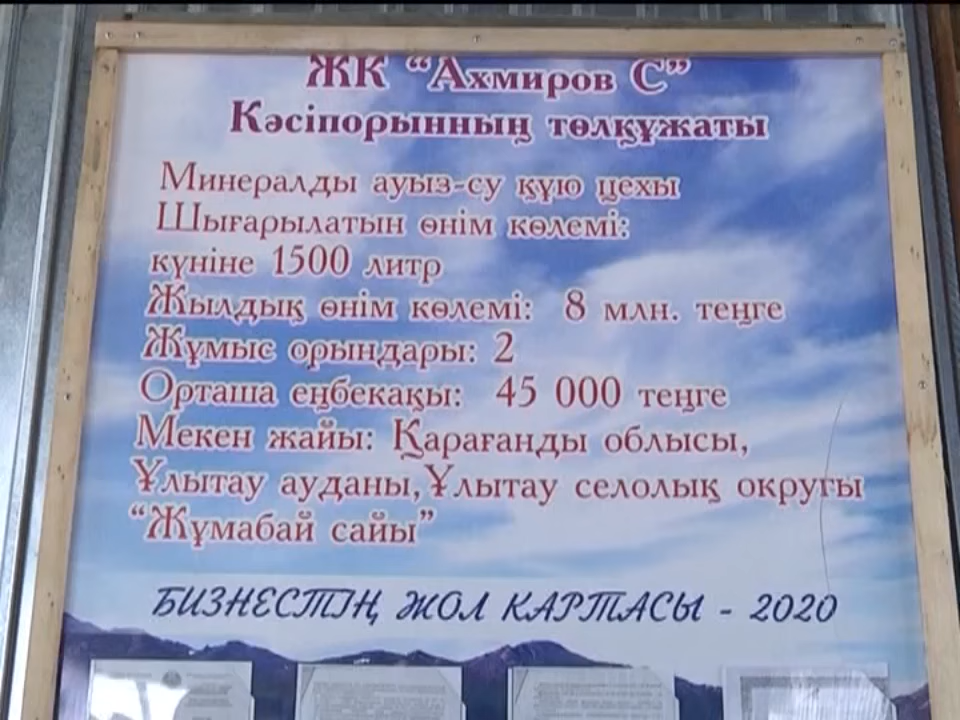 ЖК “Ахмиров С”
Кәсіпорынның төлқұжаты
Минералды ауыз-су құю цехы
Шығарылатын өнім көлемі:
күніне 1500 литр
Жылдық өнім көлемі: 8 млн. теңге
Жұмыс орындары: 2
Орташа еңбекақы: 45 000 теңге
Мекен жайы: Қарағанды облысы,
Ұлытау ауданы, Ұлытау селолық округы
“Жұмабай сайы”
БИЗНЕСТІҢ ЖОЛ КАРТАСЫ - 2020